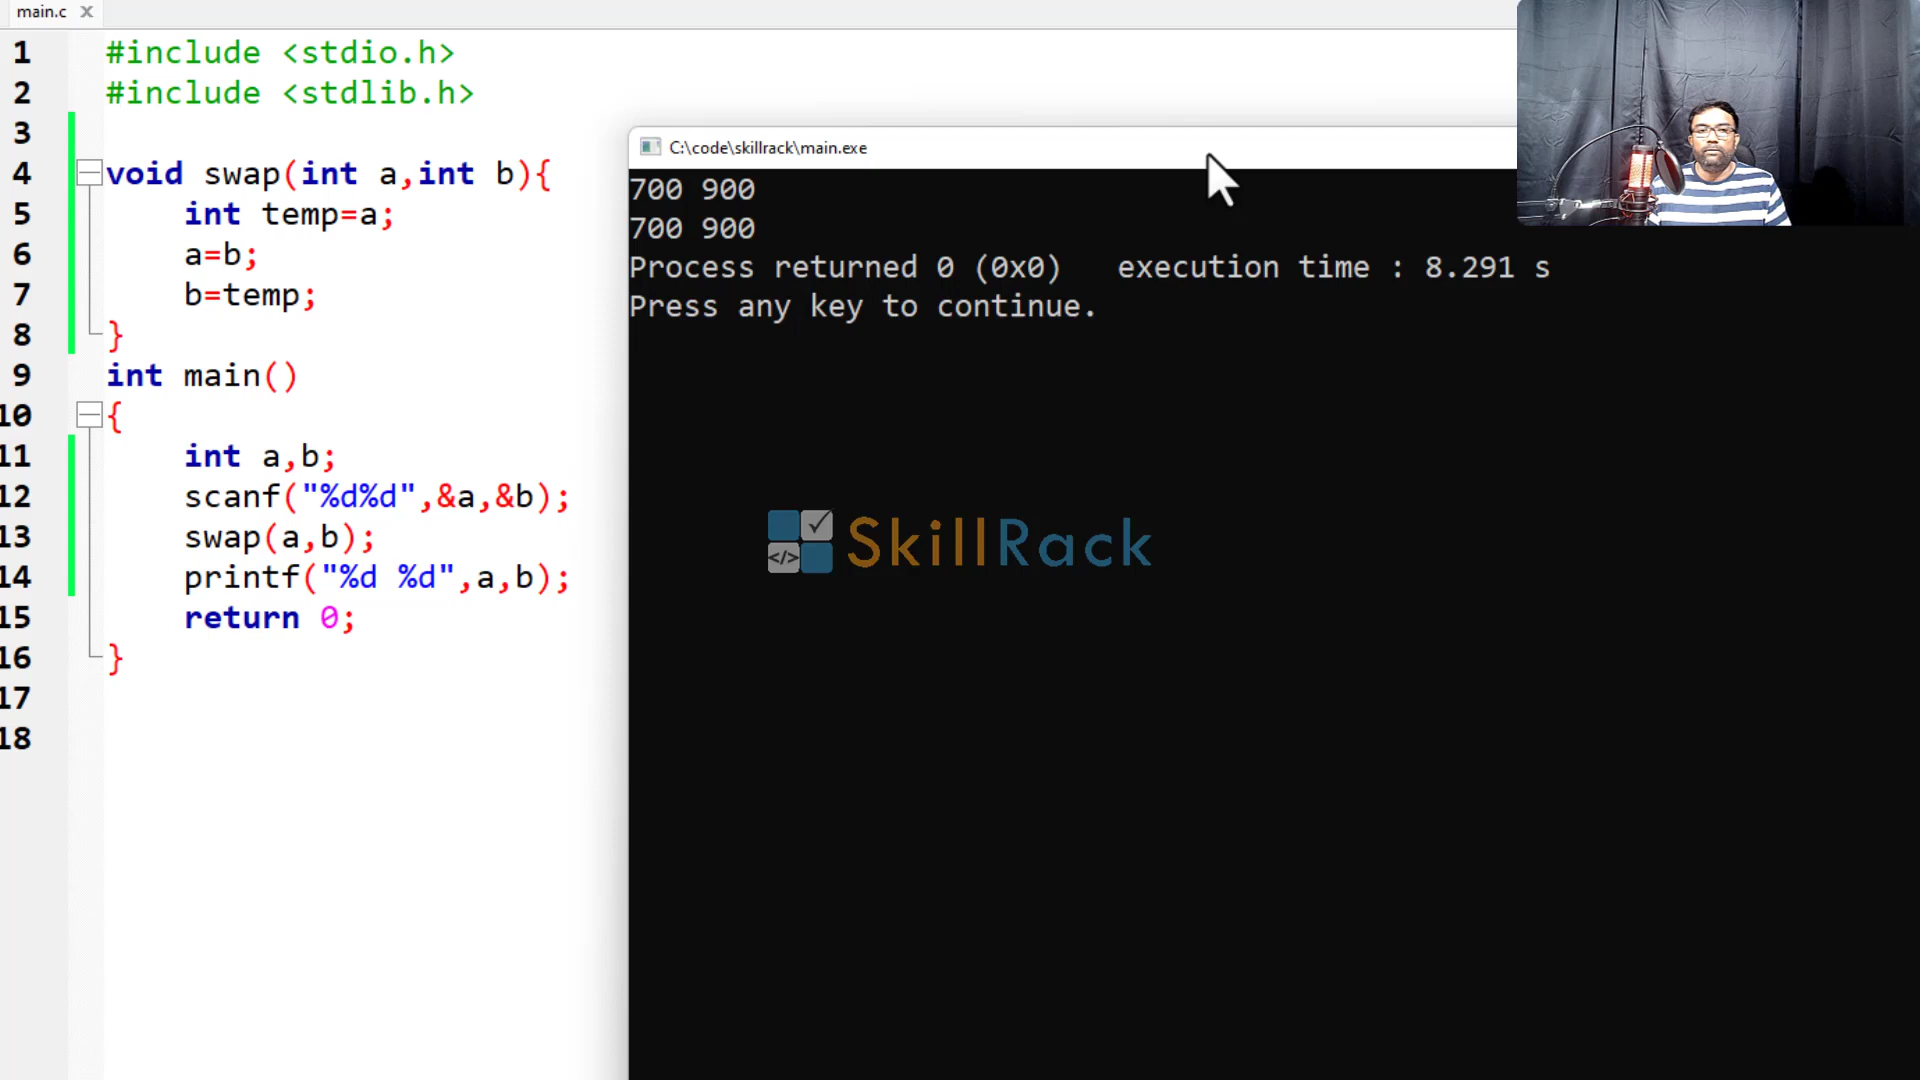 main.c
1 #include <stdio.h>
2 #include <stdlib.h>
3
4 void swap(int a,int b){
5 int temp=a;
6 a=b;
7 b=temp;
8 }
9 int main()
10 {
11 int a,b;
12 scanf("%d%d",&a,&b);
13 swap(a,b);
14 printf("%d %d",a,b);
15 return 0;
16 }
17
18
C:\code\skillrack\main.exe
700 900
700 900
Process returned 0 (0x0) execution time : 8.291 s
Press any key to continue.
</> SkillRack